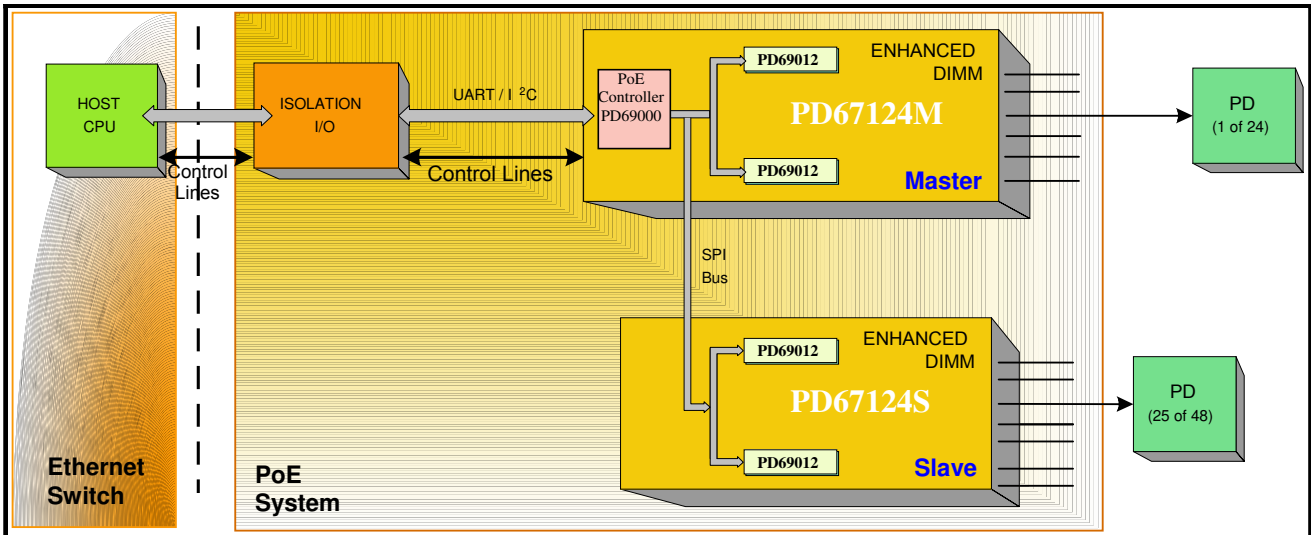 HOST
CPU
Control
Lines
Ethernet
Switch
ISOLATION
I/O
UART / I ²C
Control Lines
PoE
Controller
PD69000
PD69012
ENHANCED
DIMM
PD67124M
PD69012
Master
PD
(1 of 24)
SPI
Bus
PD69012
ENHANCED
DIMM
PD67124S
PD69012
Slave
PD
(25 of 48)
PoE
System